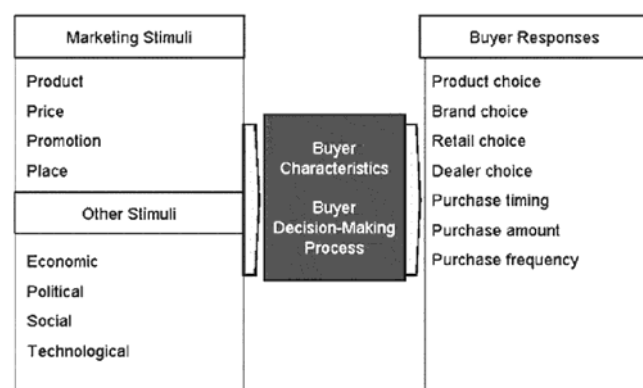 Marketing Stimuli
Product
Price
Promotion
Place
Other Stimuli
Economic
Political
Social
Technological
Buyer
Characteristics
Buyer
Decision-Making
Process
Buyer Responses
Product choice
Brand choice
Retail choice
Dealer choice
Purchase timing
Purchase amount
Purchase frequency